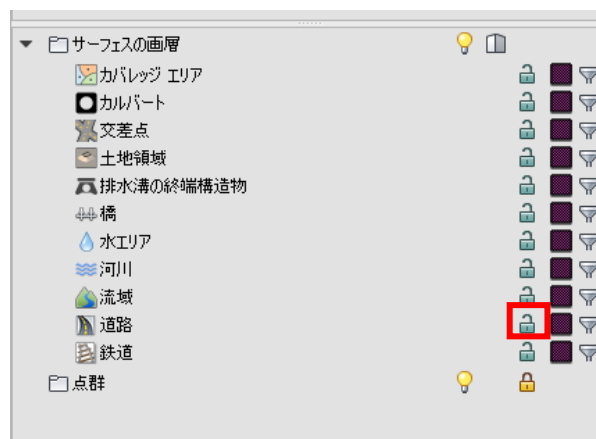 サーフェスの画層
カバレッジ エリア
カルバート
交差点
土地領域
排水溝の終端構造物
橋
水エリア
河川
流域
道路
鉄道
点群